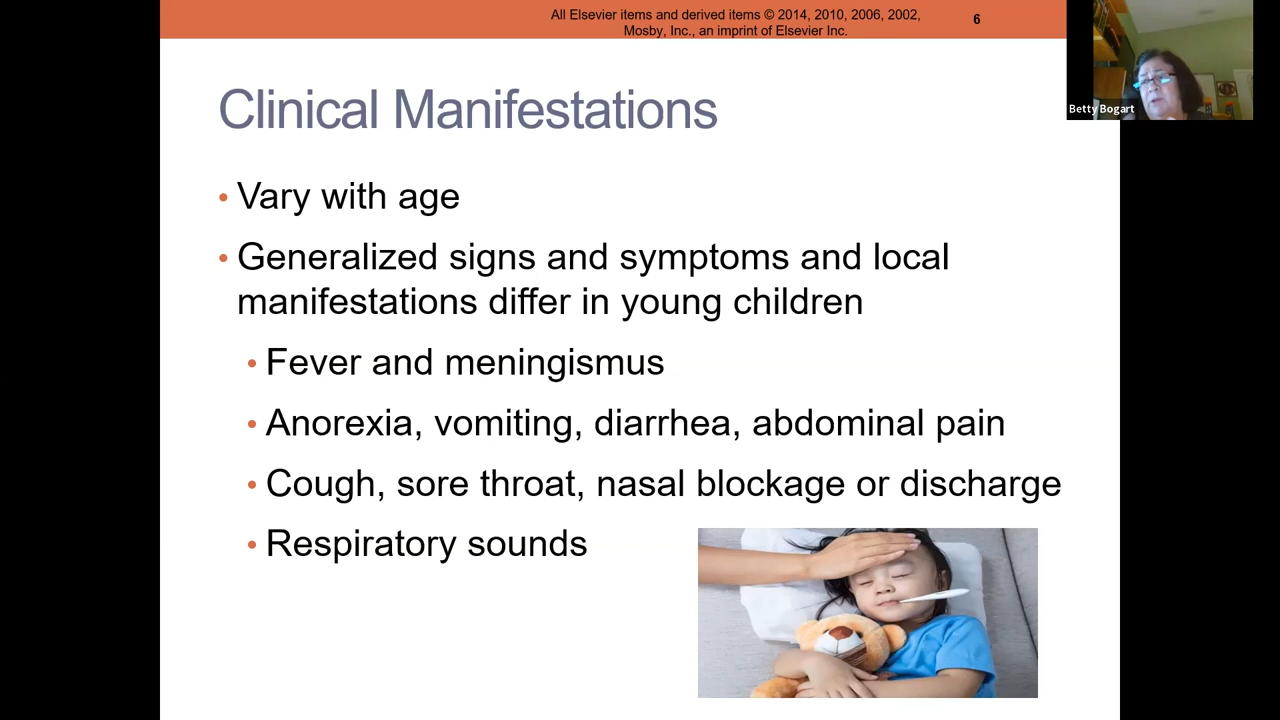 All Elsevier items and derived items © 2014, 2010, 2006, 2002,
Mosby, Inc., an imprint of Elsevier Inc.
6
Betty Bogart
Clinical Manifestations
• Vary with age
• Generalized signs and symptoms and local
manifestations differ in young children
• Fever and meningismus
• Anorexia, vomiting, diarrhea, abdominal pain
• Cough, sore throat, nasal blockage or discharge
• Respiratory sounds